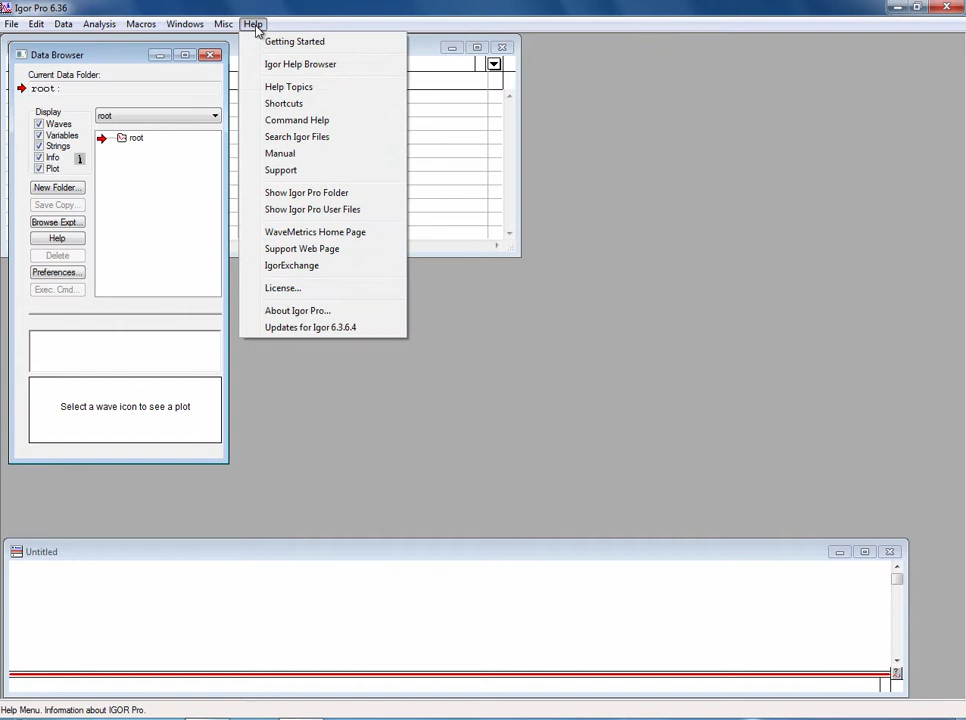 Igor Pro 6.36
File Edit Data Analysis Macros Windows Misc Help
Data Browser
Current Data Folder:
root:
Display
Waves
Variables
Strings
Info
Plot
root
root
New Folder...
Save Copy...
Browse Expt...
Help
Delete
Preferences...
Exec. Cmd...
Select a wave icon to see a plot
Getting Started
Igor Help Browser
Help Topics
Shortcuts
Command Help
Search Igor Files
Manual
Support
Show Igor Pro Folder
Show Igor Pro User Files
WaveMetrics Home Page
Support Web Page
IgorExchange
License...
About Igor Pro...
Updates for Igor 6.3.6.4
Untitled
Help Menu. Information about IGOR Pro.